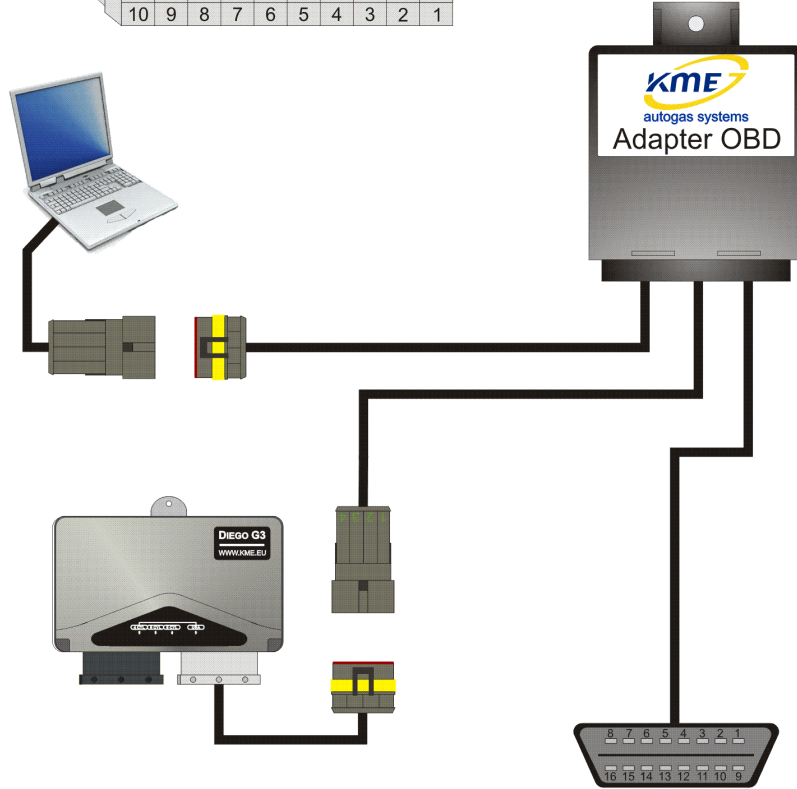 10 9 8 7 6 5 4 3 2 1
KME
autogas systems
Adapter OBD
DIEGO G3
WWW.KME.EU
8 7 6 5 4 3 2 1
16 15 14 13 12 11 10 9